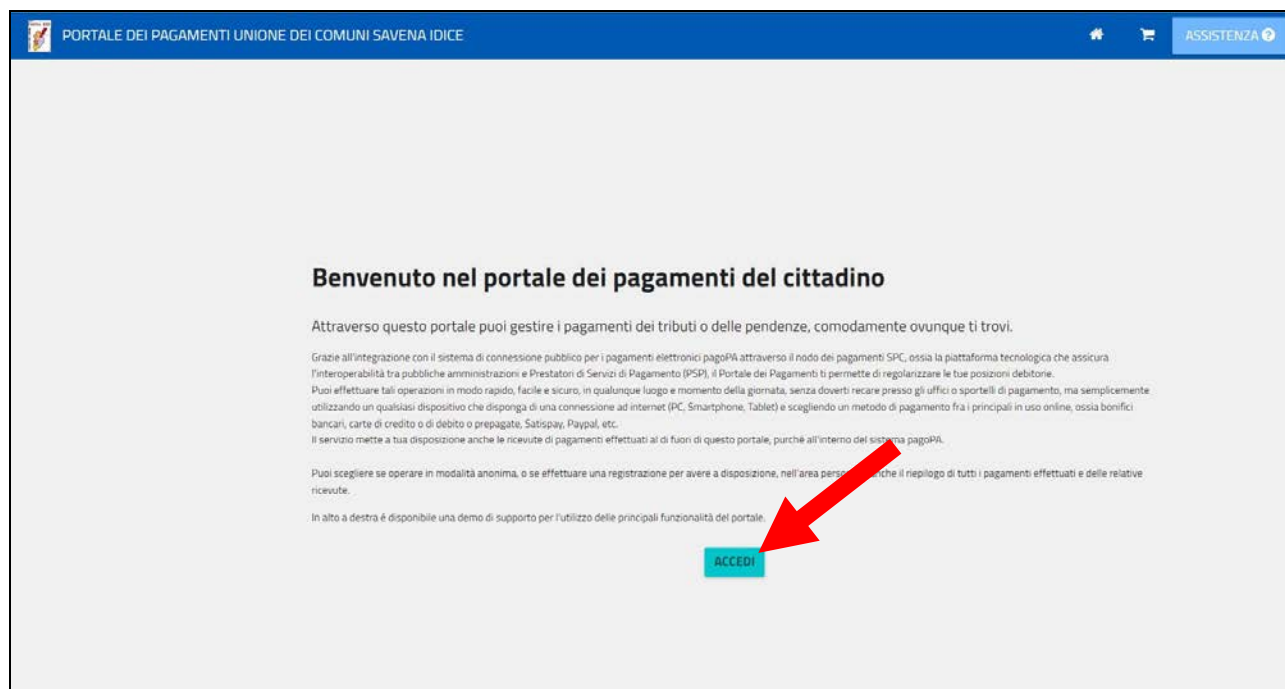 PORTALE DEI PAGAMENTI UNIONE DEI COMUNI SAVENA IDICE
ASSISTENZA
Benvenuto nel portale dei pagamenti del cittadino
Attraverso questo portale puoi gestire i pagamenti dei tributi o delle pendenze, comodamente ovunque ti trovi.
Grazie all'integrazione con il sistema di connessione pubblico per i pagamenti elettronici pagoPA attraverso il nodo dei pagamenti SPC, ossia la piattaforma tecnologica che assicura
l'interoperabilità tra pubbliche amministrazioni e Prestatori di Servizi di Pagamento (PSP), il Portale dei Pagamenti ti permette di regolarizzare le tue posizioni debitorie.
Puoi effettuare tali operazioni in modo rapido, facile e sicuro, in qualunque luogo e momento della giornata, senza doverti recare presso gli uffici o sportelli di pagamento, ma semplicemente
utilizzando un qualsiasi dispositivo che disponga di una connessione ad internet (PC, Smartphone, Tablet) e scegliendo un metodo di pagamento fra i principali in uso online, ossia bonifici
bancari, carte di credito o di debito o prepagate, Satispay, Paypal, etc.
Il servizio mette a tua disposizione anche le ricevute di pagamenti effettuati al di fuori di questo portale, purché all'interno del sistema pagoPA.
Puoi scegliere se operare in modalità anonima, o se effettuare una registrazione per avere a disposizione, nell'area il riepilogo di tutti i pagamenti effettuati e delle relative
ricevute.
In alto a destra é disponibile una demo di supporto per l'utilizzo delle principali funzionalità del portale.
ACCEDI